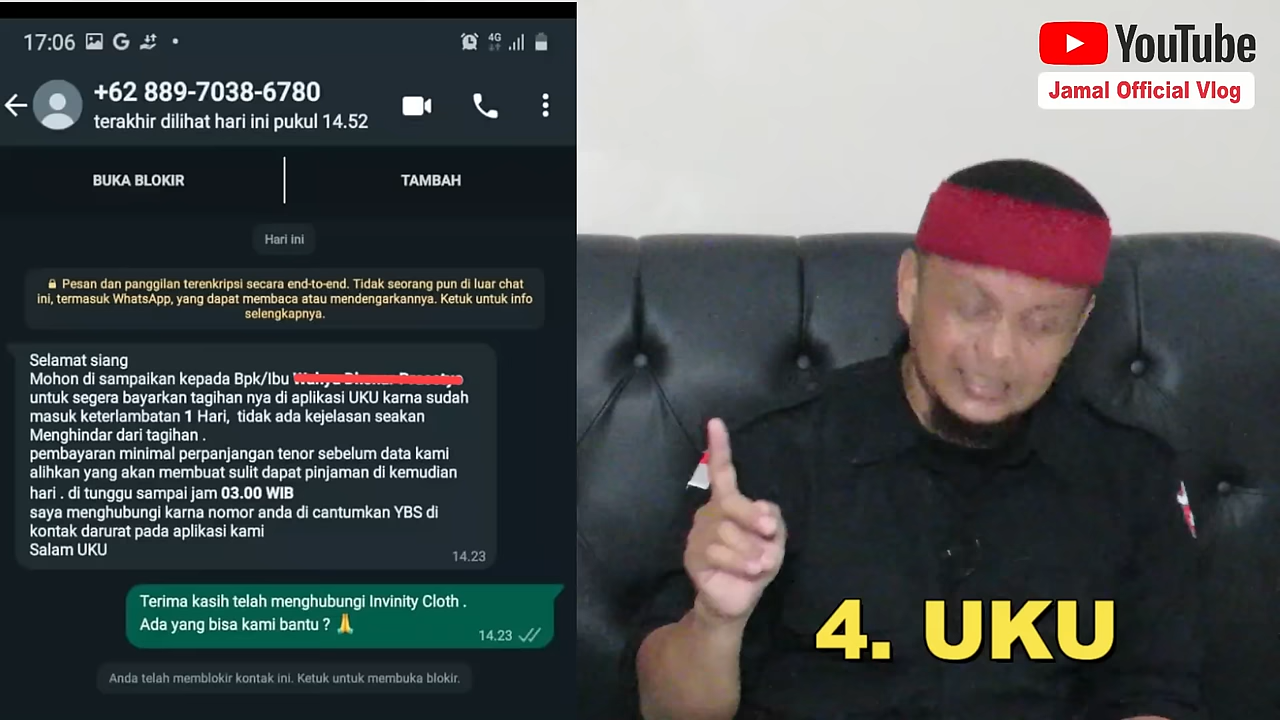 17:06
4G
+62 889-7038-6780
terakhir dilihat hari ini pukul 14.52
BUKA BLOKIR
TAMBAH
Hari ini
Pesan dan panggilan terenkripsi secara end-to-end. Tidak seorang pun di luar chat
ini, termasuk WhatsApp, yang dapat membaca atau mendengarkannya. Ketuk untuk info
selengkapnya.
Selamat siang
Mohon di sampaikan kepada Bpk/Ibu
untuk segera bayarkan tagihan nya di aplikasi UKU karna sudah
masuk keterlambatan 1 Hari, tidak ada kejelasan seakan
Menghindar dari tagihan .
pembayaran minimal perpanjangan tenor sebelum data kami
alihkan yang akan membuat sulit dapat pinjaman di kemudian
hari . di tunggu sampai jam 03.00 WIB
saya menghubungi karna nomor anda di cantumkan YBS di
kontak darurat pada aplikasi kami
Salam UKU
14.23
Terima kasih telah menghubungi Invinity Cloth .
Ada yang bisa kami bantu ? 🙏
14.23
Anda telah memblokir kontak ini. Ketuk untuk membuka blokir.
YouTube
Jamal Official Vlog
4. UKU